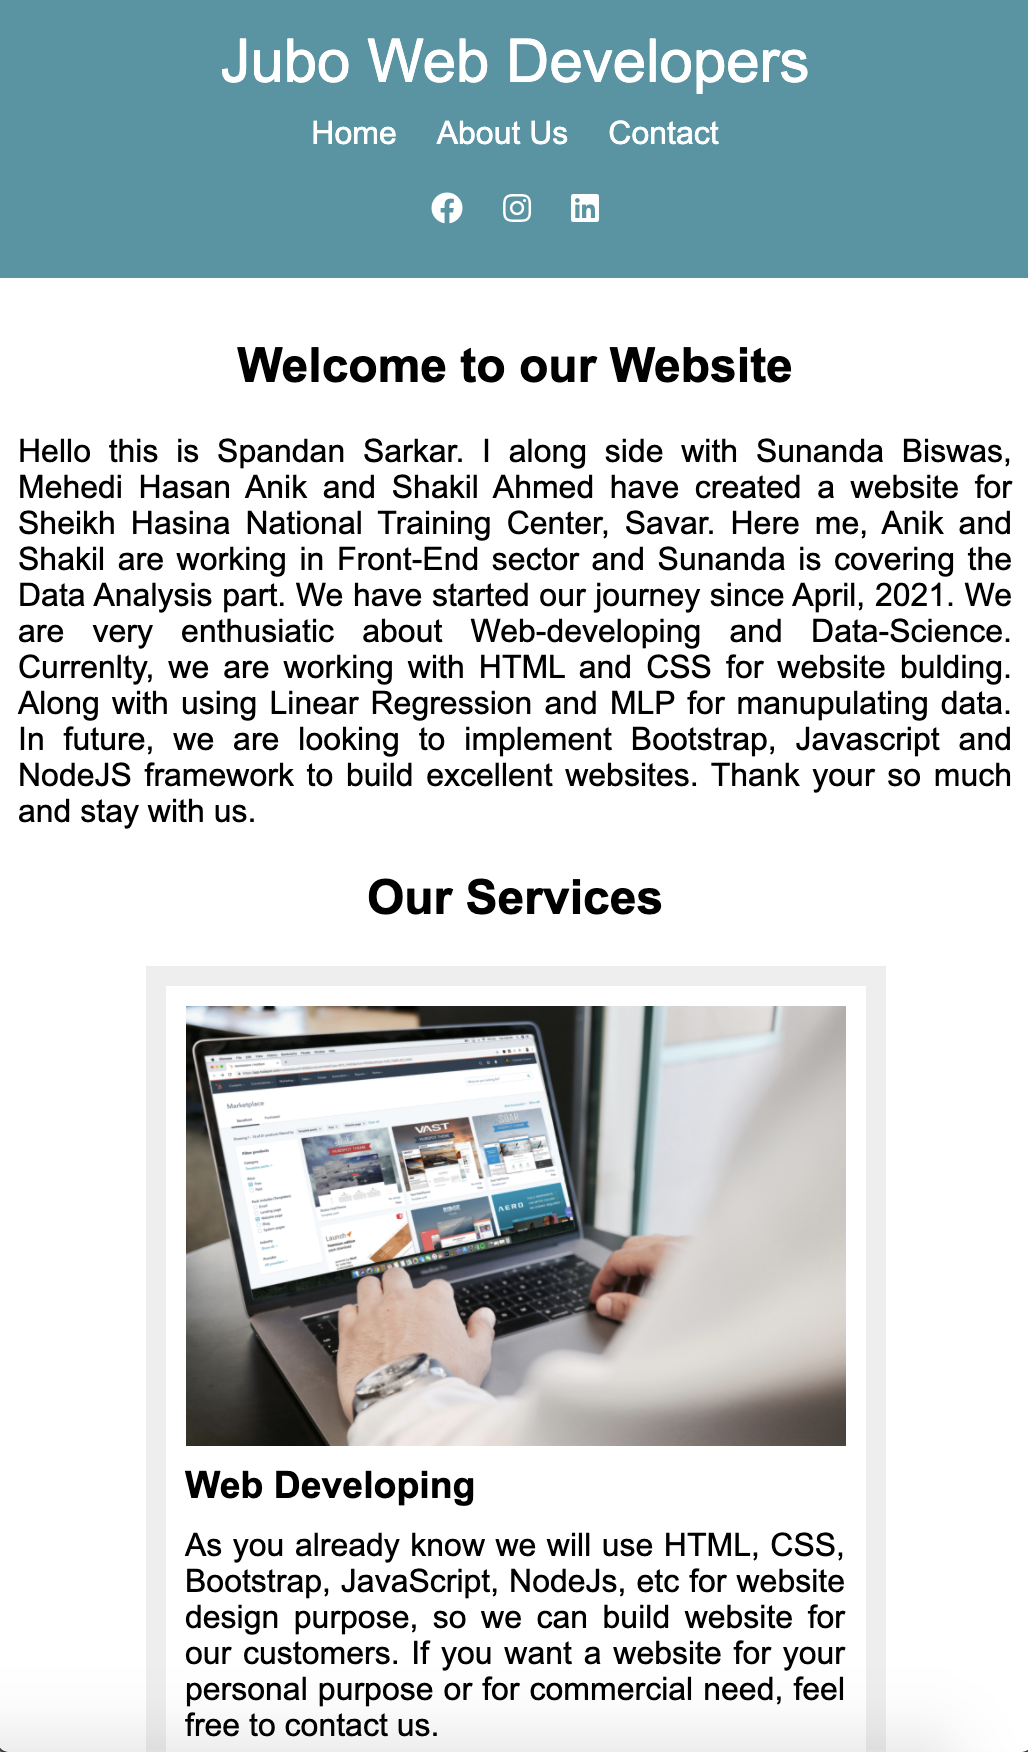 Jubo Web Developers
Home About Us Contact
Welcome to our Website
Hello this is Spandan Sarkar. I along side with Sunanda Biswas,
Mehedi Hasan Anik and Shakil Ahmed have created a website for
Sheikh Hasina National Training Center, Savar. Here me, Anik and
Shakil are working in Front-End sector and Sunanda is covering the
Data Analysis part. We have started our journey since April, 2021. We
are very enthusiatic about Web-developing and Data-Science.
Currenlty, we are working with HTML and CSS for website bulding.
Along with using Linear Regression and MLP for manupulating data.
In future, we are looking to implement Bootstrap, Javascript and
NodeJS framework to build excellent websites. Thank your so much
and stay with us.
Our Services
Marketplace
VAST
SOAR
Launch
AERO
Web Developing
As you already know we will use HTML, CSS,
Bootstrap, JavaScript, NodeJs, etc for website
design purpose, so we can build website for
our customers. If you want a website for your
personal purpose or for commercial need, feel
free to contact us.